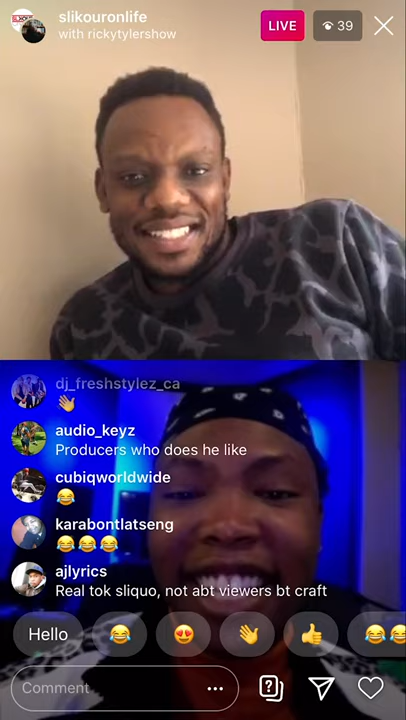 slikouronlife
with rickytylershow
LIVE
39
dj_freshstylez_ca
👋
audio_keyz
Producers who does he like
cubiqworldwide
😂
karabontlatseng
😂😂😂
ajlyrics
Real tok sliquo, not abt viewers bt craft
Hello 😂 😍 👋 👍 😂😂
Comment